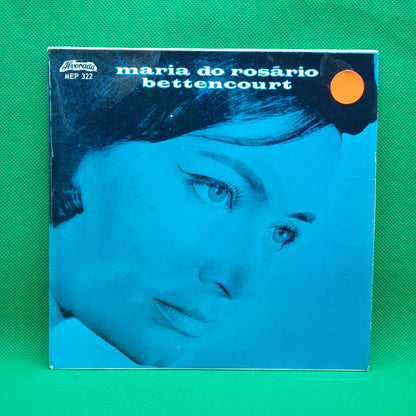 Alvorada
MEP 322
maria do rosário
bettencourt